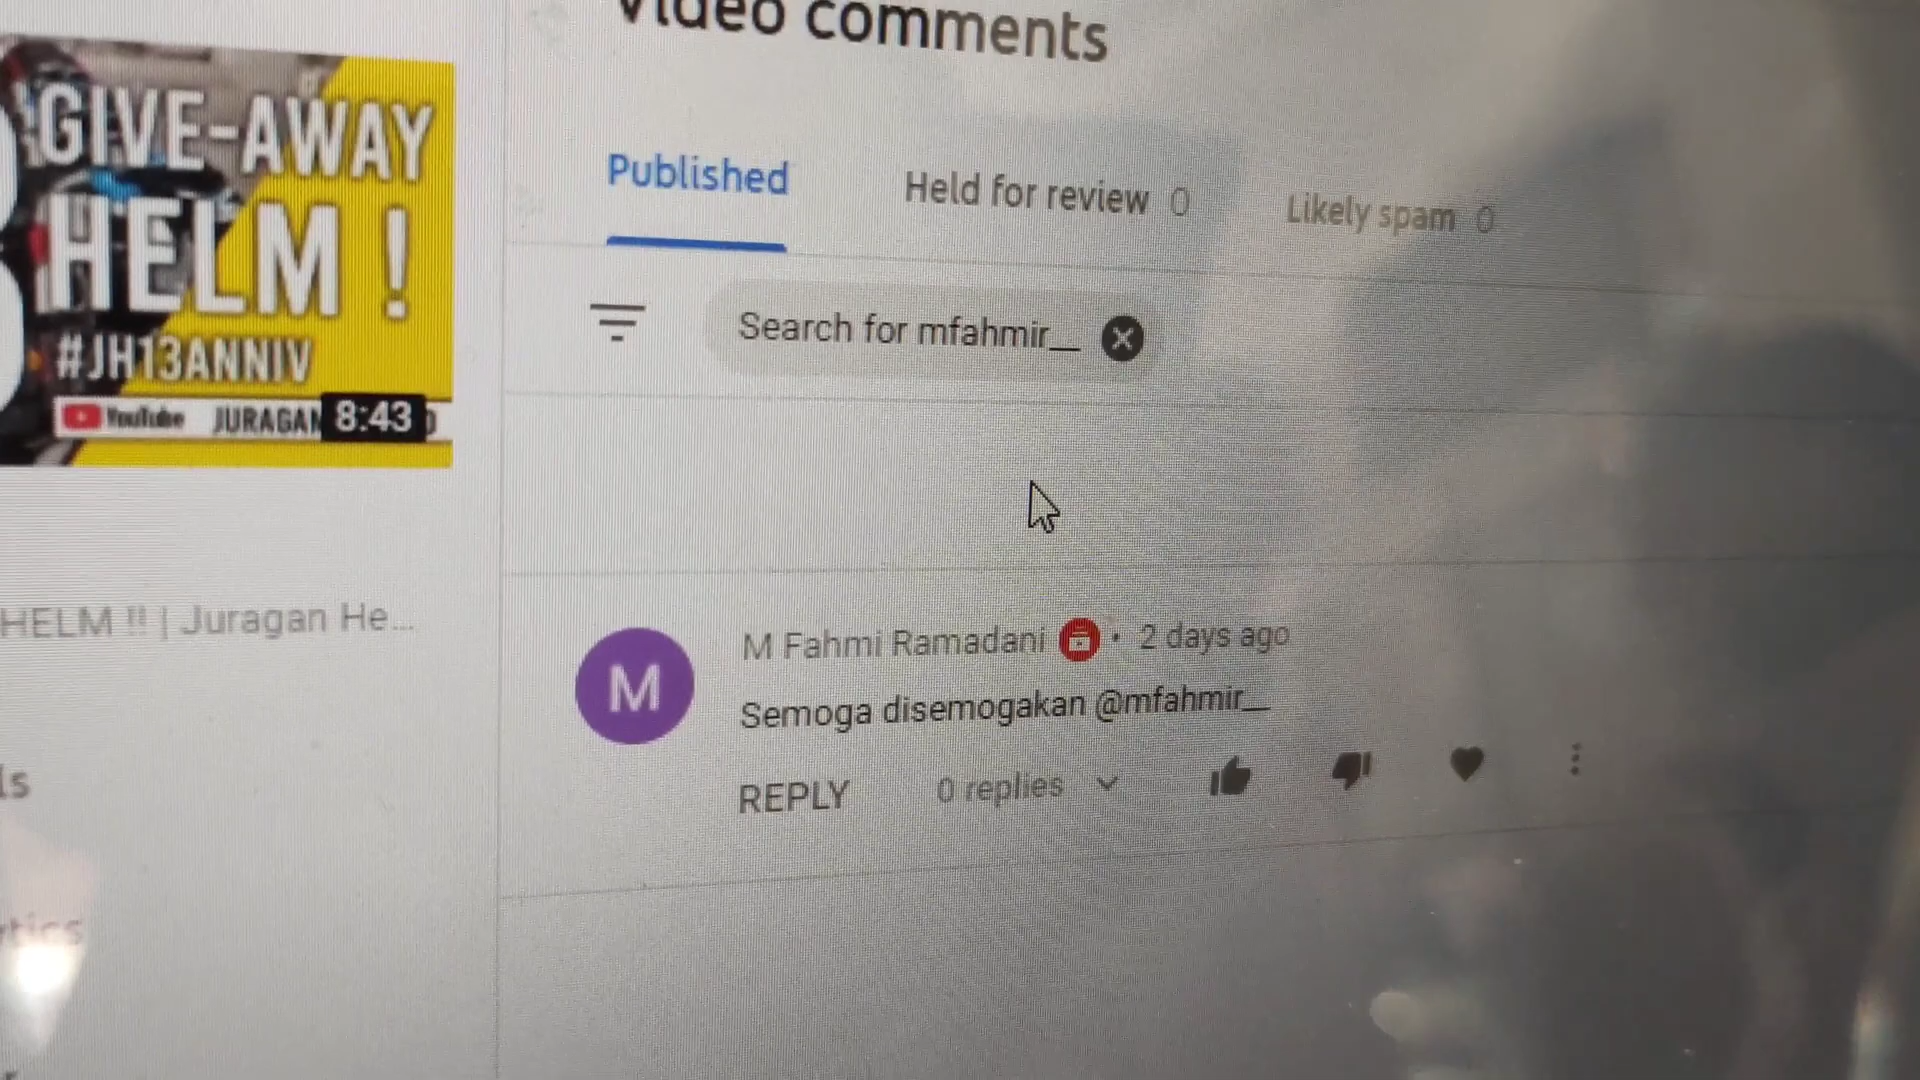 Video comments
GIVE-AWAY
HELM !
#JH13ANNIV
YouTube JURAGAN
8:43
HELM !! | Juragan He...
ls
Published
Held for review 0
Likely spam 0
Search for mfahmir__
M Fahmi Ramadani • 2 days ago
M
Semoga disemogakan @mfahmir__
REPLY
0 replies